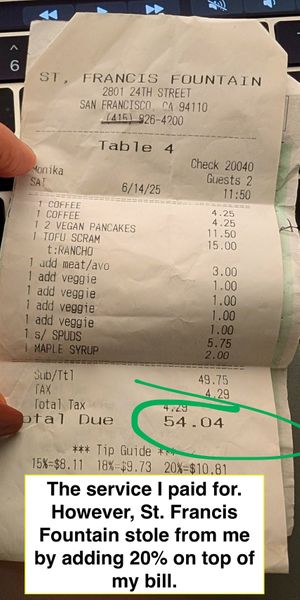 6
ST. FRANCIS FOUNTAIN
2801 24TH STREET
SAN FRANCISCO, CA 94110
(415) 826-4200
Table 4
Monika Check 20040
SAT 6/14/25 Guests 2
11:50
1 COFFEE 4.25
1 COFFEE 4.25
1 2 VEGAN PANCAKES 11.50
1 TOFU SCRAM 15.00
t:RANCHO
1 add meat/avo 3.00
1 add veggie 1.00
1 add veggie 1.00
1 add veggie 1.00
1 add veggie 1.00
1 s/ SPUDS 5.75
1 MAPLE SYRUP 2.00
Sub/Ttl 49.75
TAX 4.29
Total Tax 4.29
otal Due 54.04
*** Tip Guide ***
15%=$8.11 18%=$9.73 20%=$10.81
The service I paid for.
However, St. Francis
Fountain stole from me
by adding 20% on top of
my bill.